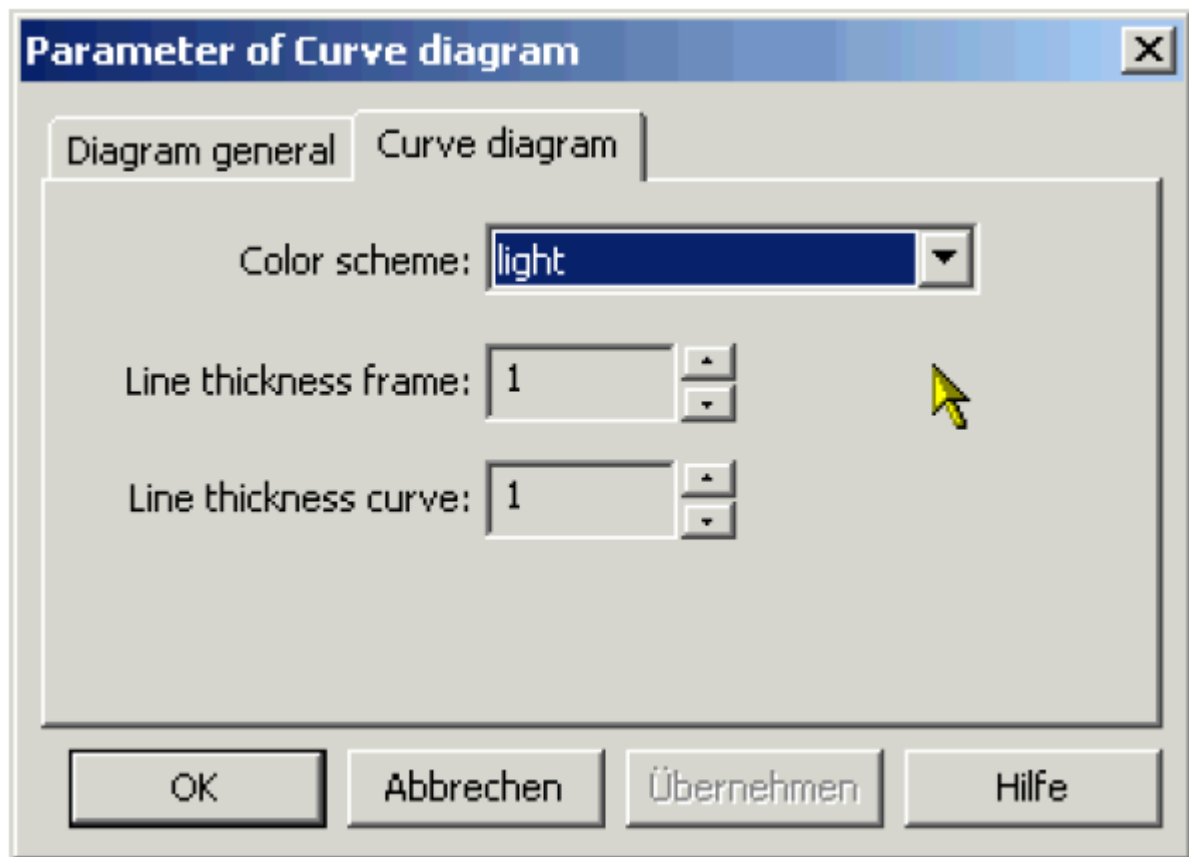 Parameter of Curve diagram
Diagram general
Curve diagram
Color scheme: light
Line thickness frame: 1
Line thickness curve: 1
OK Abbrechen Übernehmen Hilfe